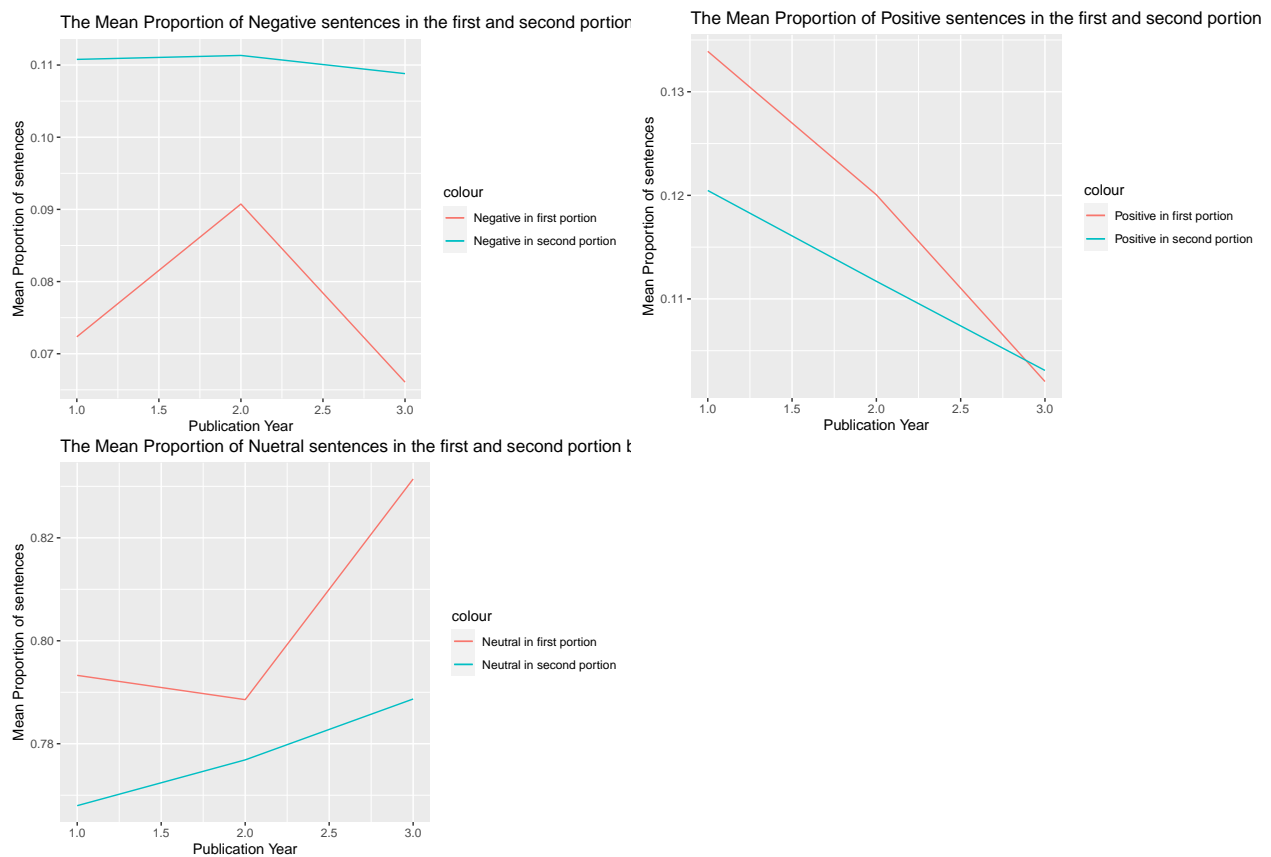 The Mean Proportion of Negative sentences in the first and second portion
Mean Proportion of sentences
0.11
0.10
0.09
0.08
0.07
1.0 1.5 2.0 2.5 3.0
Publication Year
colour
Negative in first portion
Negative in second portion
The Mean Proportion of Positive sentences in the first and second portion
Mean Proportion of sentences
0.13
0.12
0.11
1.0 1.5 2.0 2.5 3.0
Publication Year
colour
Positive in first portion
Positive in second portion
The Mean Proportion of Nuetral sentences in the first and second portion
Mean Proportion of sentences
0.82
0.80
0.78
1.0 1.5 2.0 2.5 3.0
Publication Year
colour
Neutral in first portion
Neutral in second portion